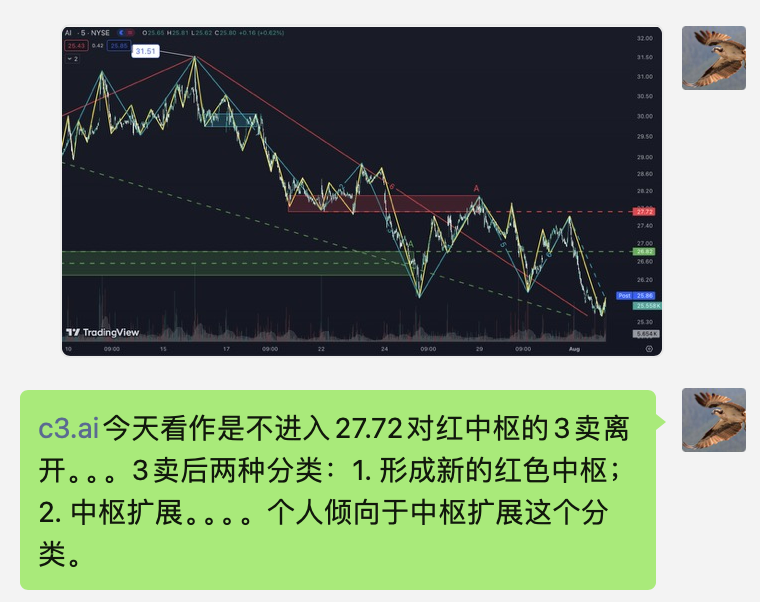 AI · 5 · NYSE O25.65 H25.81 L25.62 C25.80 +0.16 (+0.62%)
25.43 0.42 25.85
31.51
2
32.00
31.50
31.00
30.50
30.00
29.50
29.00
28.60
28.20
A
27.72
27.40
27.00
A
26.82
26.60
26.20
Post 25.86
25.556K
25.30
5.654K
TradingView
10 09:00 15 17 09:00 22 24 09:00 29 09:00 Aug
c3.ai今天看作是不进入27.72对红中枢的3卖离
开。。。3卖后两种分类：1. 形成新的红色中枢；
2. 中枢扩展。。。。个人倾向于中枢扩展这个分
类。